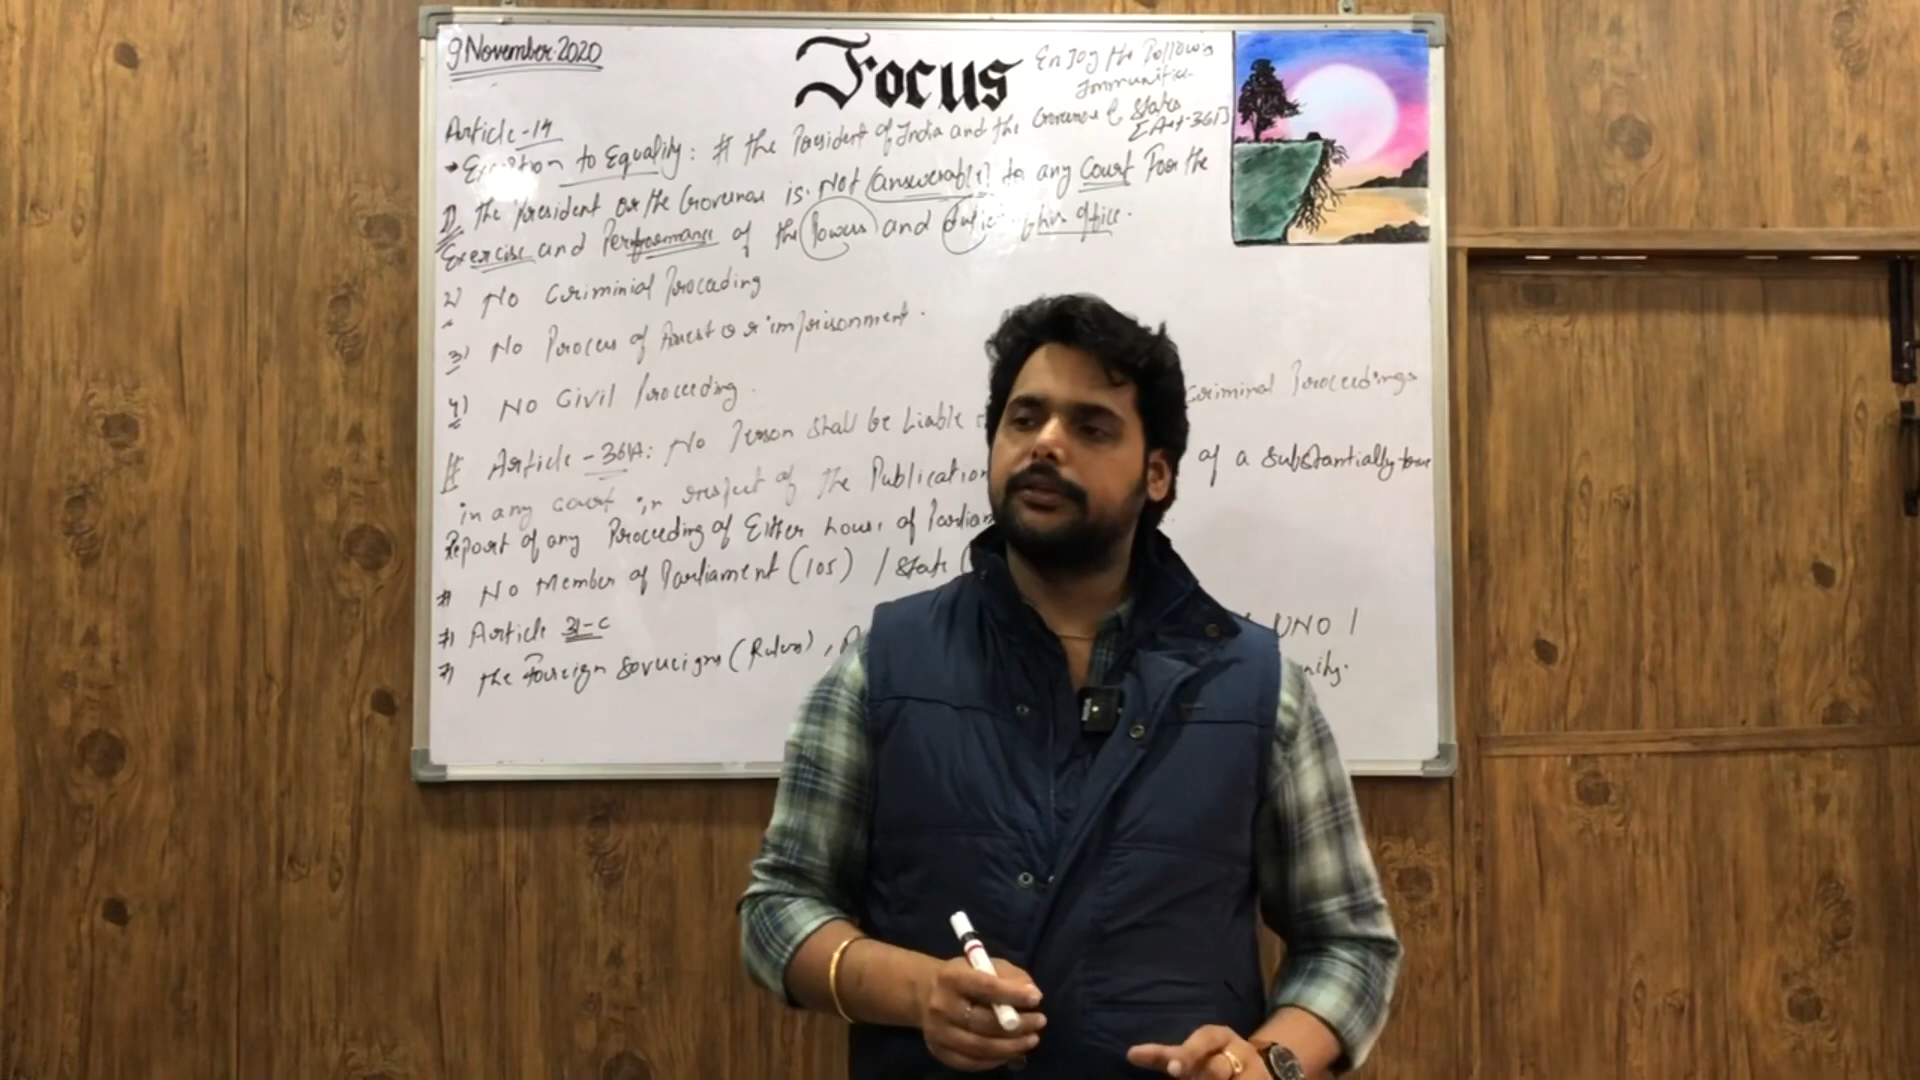 9 November 2020
Focus
Enjoy the Following
Immunities
Article-14
→ Exception to Equality: # the President of India and the Governor of States [Art-361]
1) The President or the Governor is Not (answerable) to any Court For the
Exercise and Performance of the Powers and duties of his office.
2) No Criminial Proceding
3) No Process of Arrest or imprisonment.
4) No Civil Proceeding.
# Article-361A: No Person Shall be Liable Criminal Proceedings
in any court in respect of the Publication of a substantially true
Report of any Proceeding of Either house of
# No Member of Parliament (105) / State (
# Article 31-C
UNO /
# the Foreign Sovereigns (Rulers),